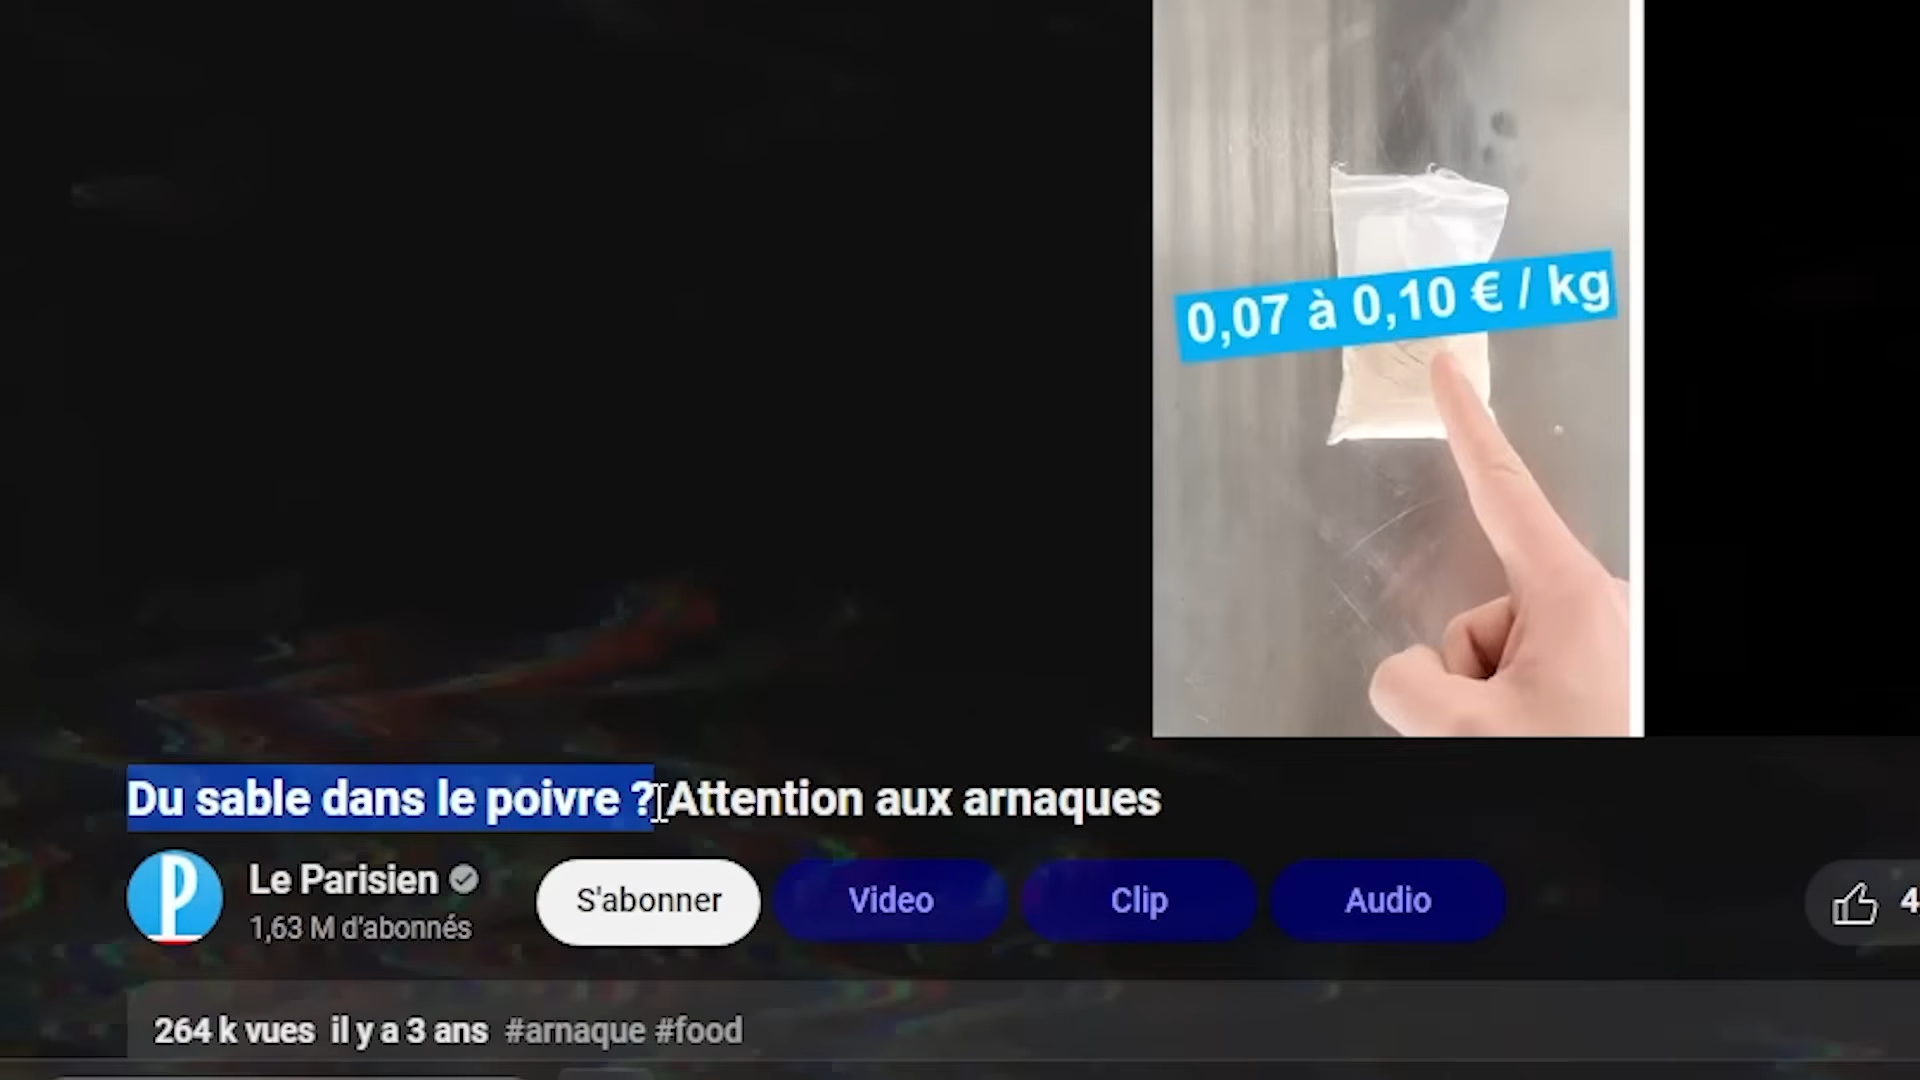 0,07 à 0,10 € / kg
Du sable dans le poivre ? Attention aux arnaques
Le Parisien
1,63 M d'abonnés
S'abonner
Video
Clip
Audio
4
264 k vues il y a 3 ans #arnaque #food